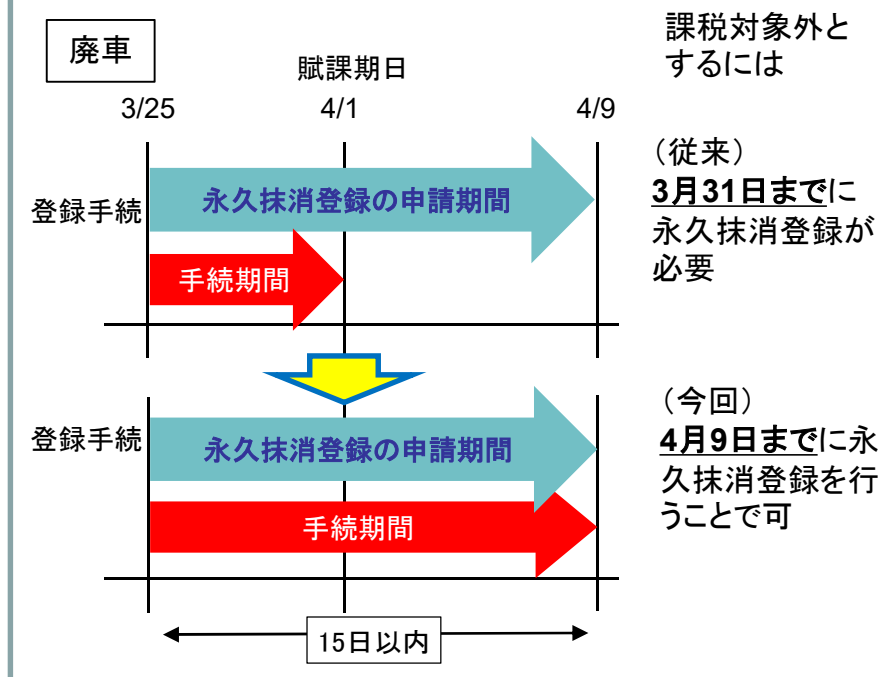 廃車
賦課期日
3/25
4/1
4/9
課税対象外と
するには
登録手続
永久抹消登録の申請期間
手続期間
（従来）
3月31日までに
永久抹消登録が
必要
登録手続
永久抹消登録の申請期間
手続期間
（今回）
4月9日までに永
久抹消登録を行
うことで可
15日以内